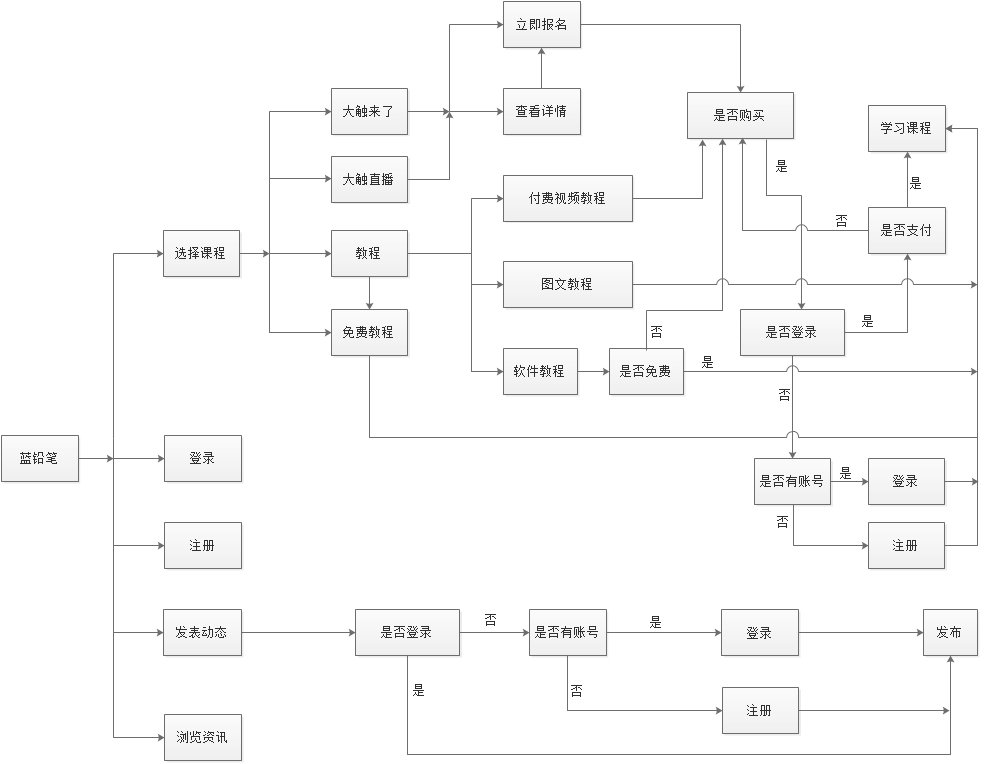 立即报名
大触来了
查看详情
是否购买
学习课程
大触直播
是
是
付费视频教程
否
是否支付
选择课程
教程
图文教程
免费教程
是否登录
是
否
软件教程
是否免费
是
否
蓝铅笔
登录
是否有账号
是
登录
否
注册
注册
发表动态
是否登录
否
是否有账号
是
登录
发布
是
否
注册
浏览资讯